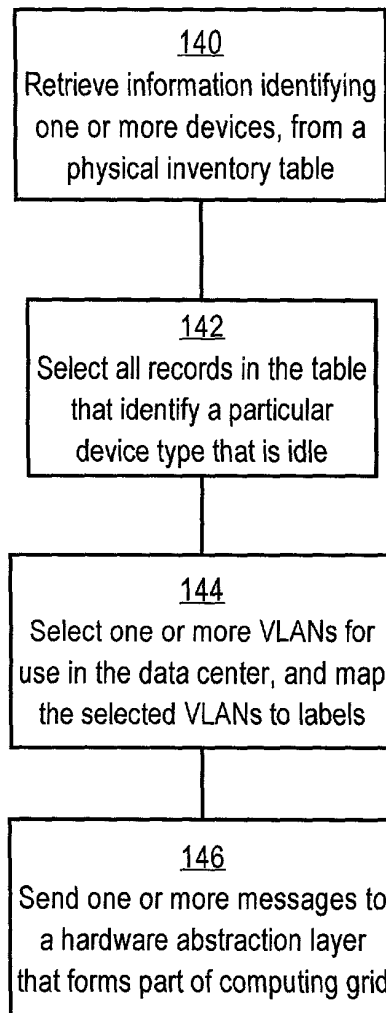 140
Retrieve information identifying
one or more devices, from a
physical inventory table
142
Select all records in the table
that identify a particular
device type that is idle
144
Select one or more VLANs for
use in the data center, and map
the selected VLANs to labels
146
Send one or more messages to
a hardware abstraction layer
that forms part of computing grid